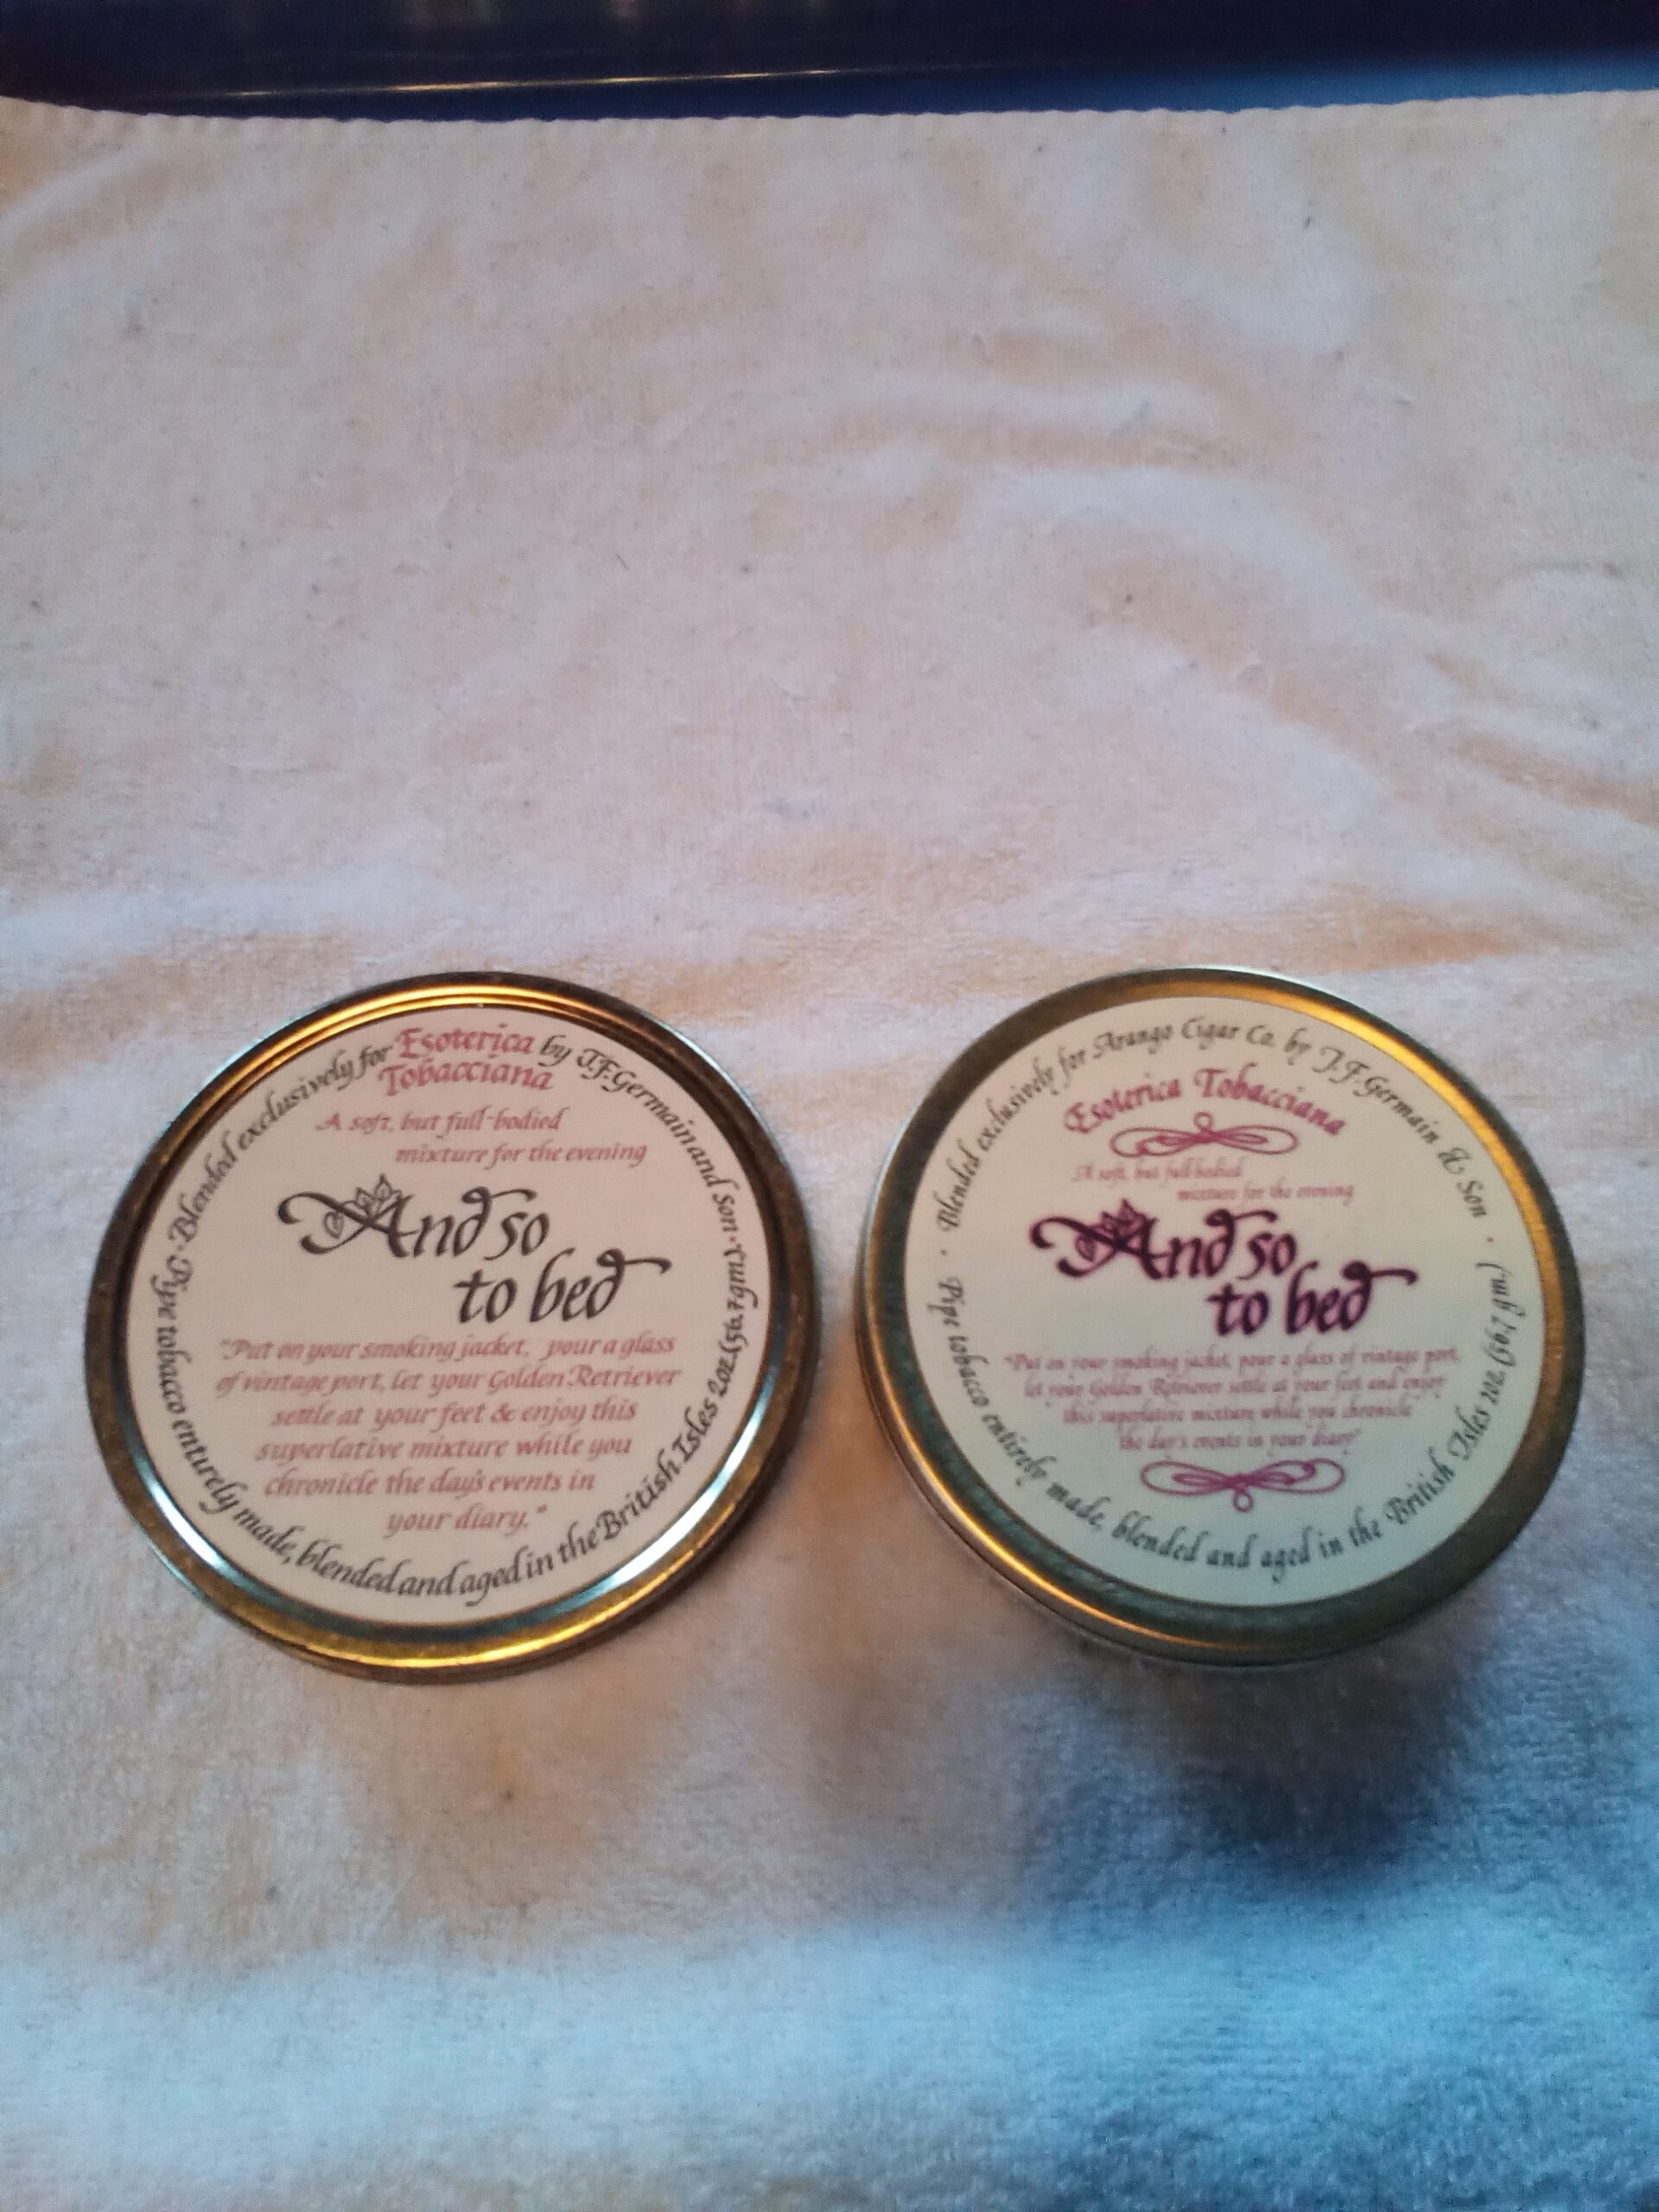 · Blended exclusively for Esoteríca Tobaccíana by J.F. Germain and Son ·
Pipe tobacco entirely made, blended and aged in the British Isles 2oz. (56.7gm).
A soft, but full-bodied
mixture for the evening
And so
to bed
"Put on your smoking jacket, pour a glass
of vintage port, let your Golden Retriever
settle at your feet & enjoy this
superlative mixture while you
chronicle the day's events in
your diary."
· Blended exclusively for Arango Cigar Co. by J.F. Germain & Son ·
Pipe tobacco entirely made, blended and aged in the British Isles 2oz. (56.7 gm.)
Esoterica Tobacciana
A soft, but full-bodied
mixture for the evening
And so
to bed
"Put on your smoking jacket, pour a glass of vintage port,
let your Golden Retriever settle at your feet and enjoy
this superlative mixture while you chronicle
the day's events in your diary"